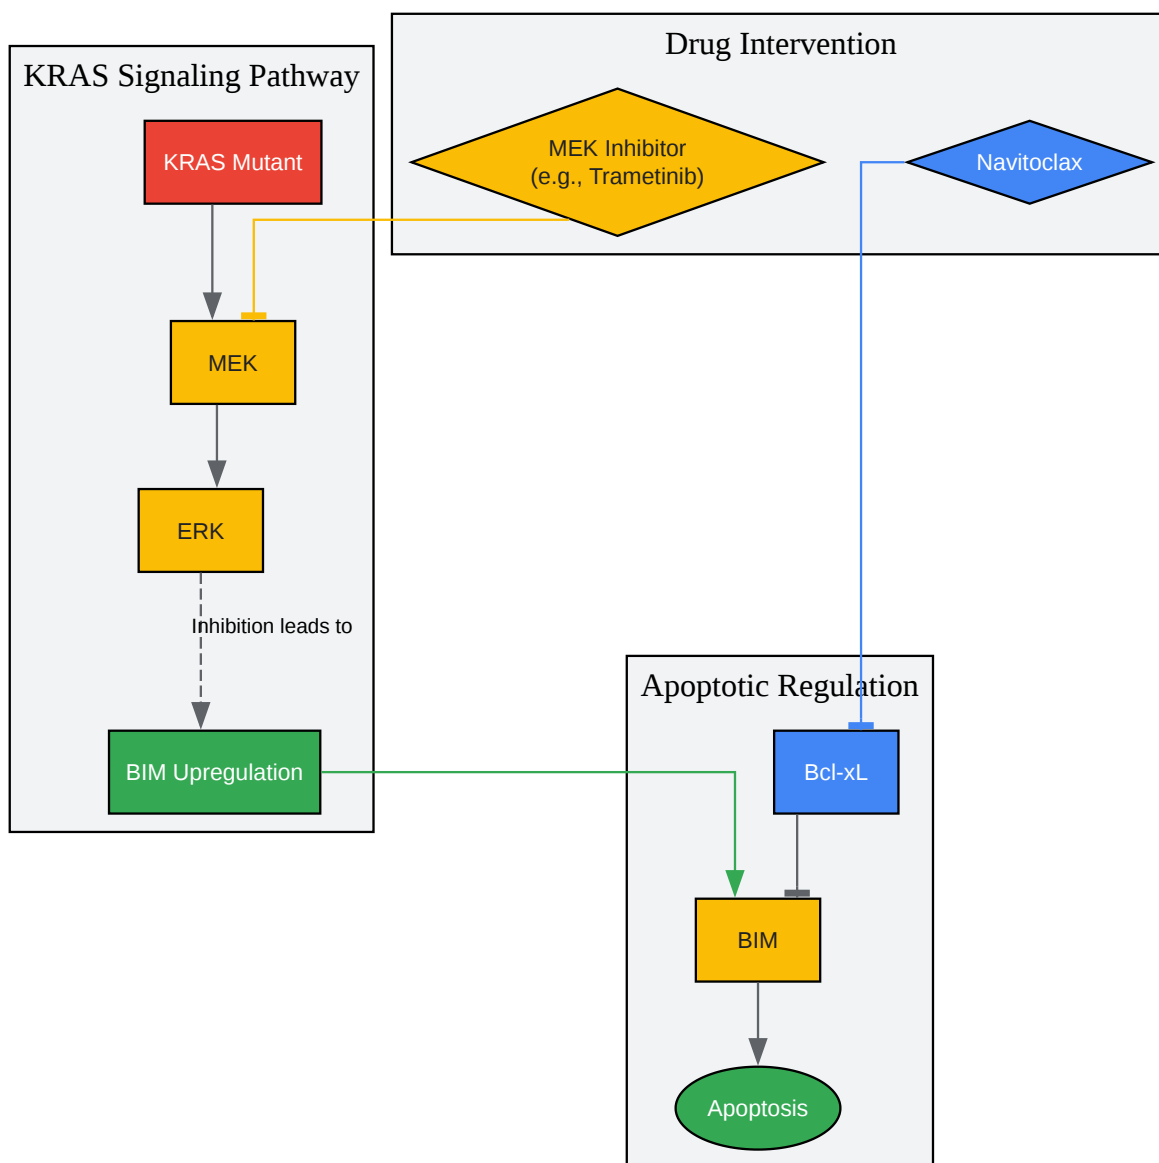 KRAS Signaling Pathway
KRAS Mutant
MEK
ERK
Inhibition leads to
BIM Upregulation
Drug Intervention
MEK Inhibitor
(e.g., Trametinib)
Navitoclax
Apoptotic Regulation
Bcl-xL
BIM
Apoptosis